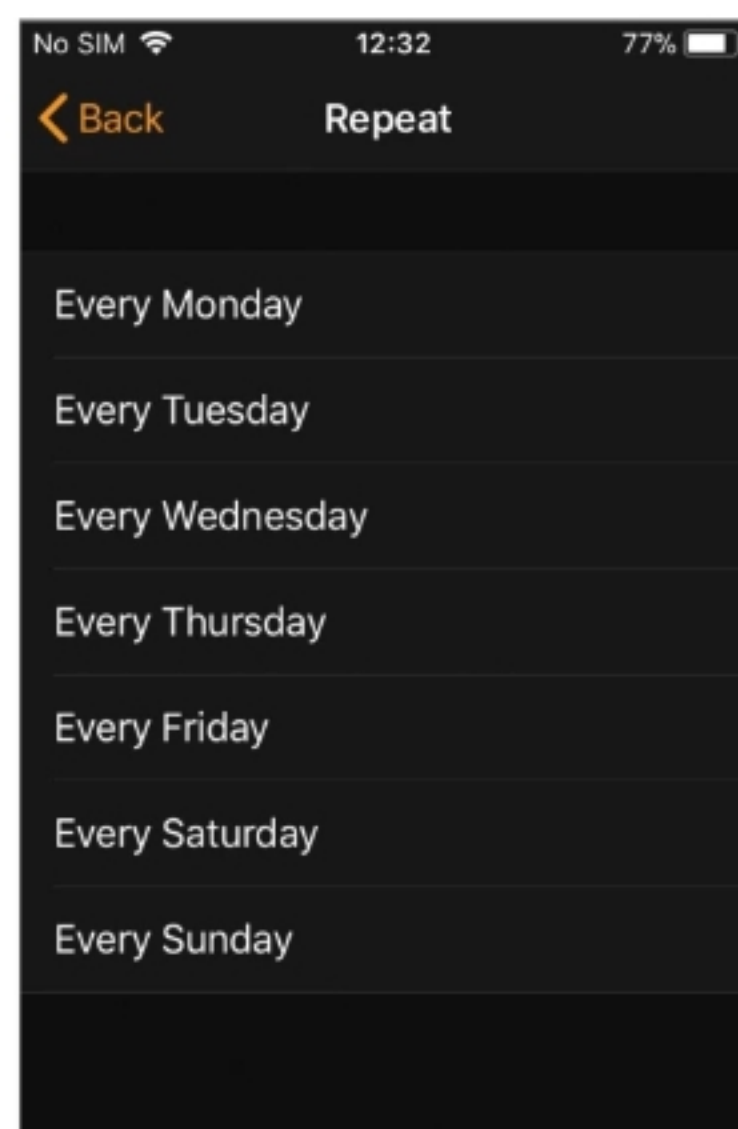 No SIM 12:32 77%
Back Repeat
Every Monday
Every Tuesday
Every Wednesday
Every Thursday
Every Friday
Every Saturday
Every Sunday